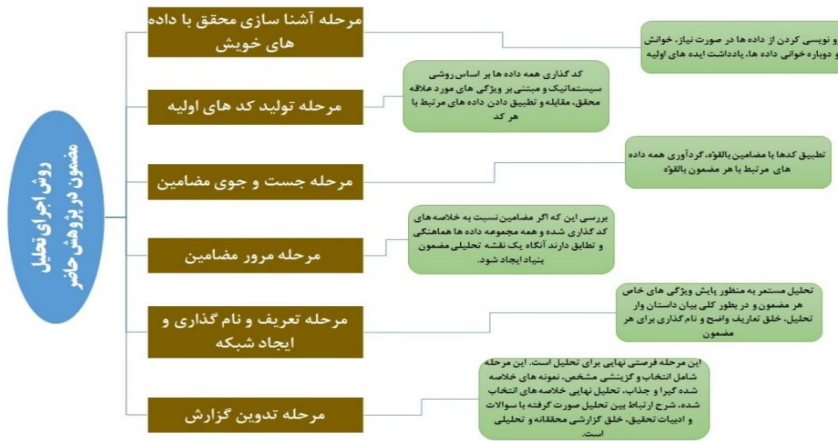 روش اجرای تحلیل
مضمون در پژوهش حاضر
مرحله آشنا سازی محقق با داده
های خویش
رو نویسی کردن از داده ها در صورت نیاز، خوانش
و دوباره خوانی داده ها، یادداشت ایده های اولیه
مرحله تولید کد های اولیه
کد گذاری همه داده ها بر اساس روشی
سیستماتیک و مبتنی بر ویژگی های مورد علاقه
محقق، مقابله و تطبیق دادن داده های مرتبط با
هر کد
مرحله جست و جوی مضامین
تطبیق کدها با مضامین بالقوّه، گردآوری همه داده
های مرتبط با هر مضمون بالقوّه
مرحله مرور مضامین
بررسی این که اگر مضامین نسبت به خلاصه های
کد گذاری شده و همه مجموعه داده ها هماهنگی
و تطابق دارند آنگاه یک نقشه تحلیلی مضمون
بنیاد ایجاد شود.
مرحله تعریف و نام گذاری و
ایجاد شبکه
تحلیل مستمر به منظور پایش ویژگی های خاص
هر مضمون و در بطور کلی بیان داستان وار
تحلیل، خلق تعاریف واضح و نام گذاری برای هر
مضمون
مرحله تدوین گزارش
این مرحله فرصتی نهایی برای تحلیل است. این مرحله
شامل انتخاب و گزینشی مشخص، نمونه های خلاصه
شده گیرا و جذاب، تحلیل نهایی خلاصه های انتخاب
شده، شرح ارتباط بین تحلیل صورت گرفته با سوالات
و ادبیات تحقیق، خلق گزارشی محققانه و تحلیلی
است.